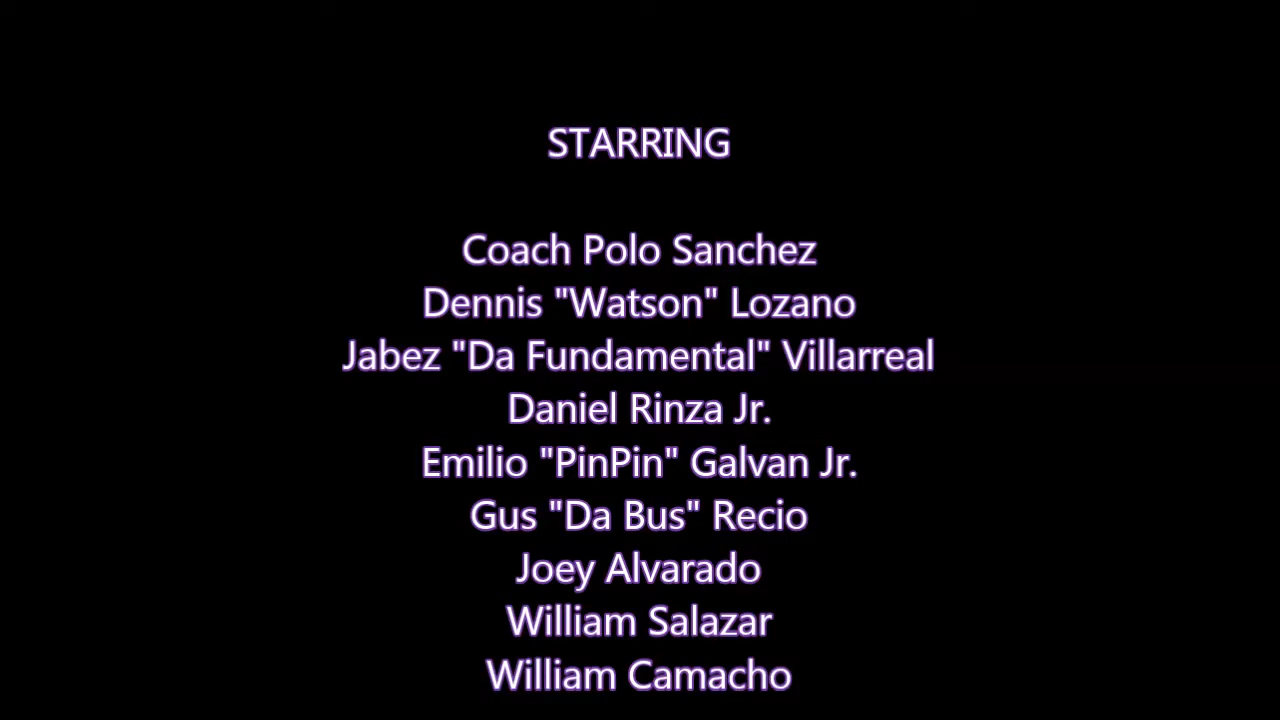 STARRING
Coach Polo Sanchez
Dennis "Watson" Lozano
Jabez "Da Fundamental" Villarreal
Daniel Rinza Jr.
Emilio "PinPin" Galvan Jr.
Gus "Da Bus" Recio
Joey Alvarado
William Salazar
William Camacho